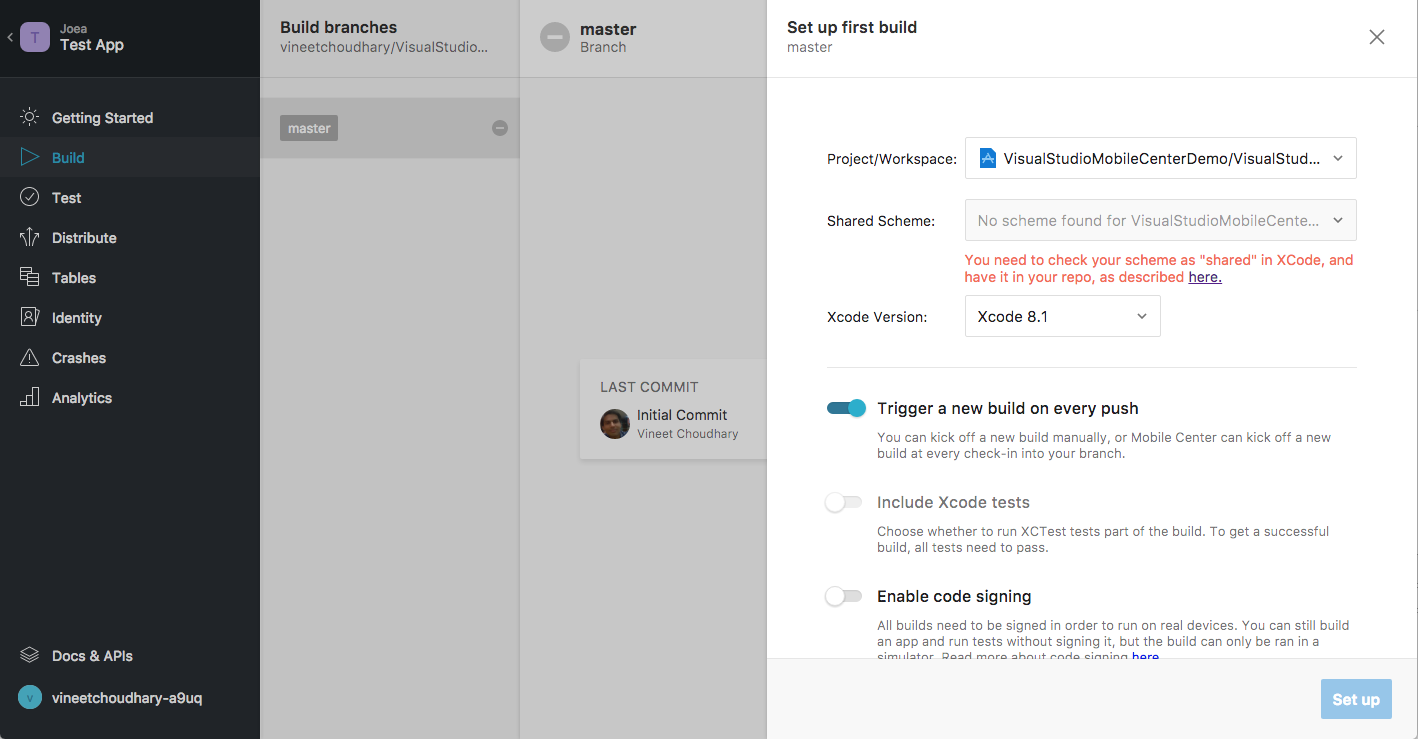 T
Joea
Test App
Getting Started
Build
Test
Distribute
Tables
Identity
Crashes
Analytics
Docs & APIs
v
vineetchoudhary-a9uq
Build branches
vineetchoudhary/VisualStudio...
master
master
Branch
LAST COMMIT
Initial Commit
Vineet Choudhary
Set up first build
master
Project/Workspace:
VisualStudioMobileCenterDemo/VisualStud...
Shared Scheme:
No scheme found for VisualStudioMobileCente...
You need to check your scheme as "shared" in XCode, and
have it in your repo, as described here.
Xcode Version:
Xcode 8.1
Trigger a new build on every push
You can kick off a new build manually, or Mobile Center can kick off a new
build at every check-in into your branch.
Include Xcode tests
Choose whether to run XCTest tests part of the build. To get a successful
build, all tests need to pass.
Enable code signing
All builds need to be signed in order to run on real devices. You can still build
an app and run tests without signing it, but the build can only be ran in a
simulator. Read more about code signing here
Set up